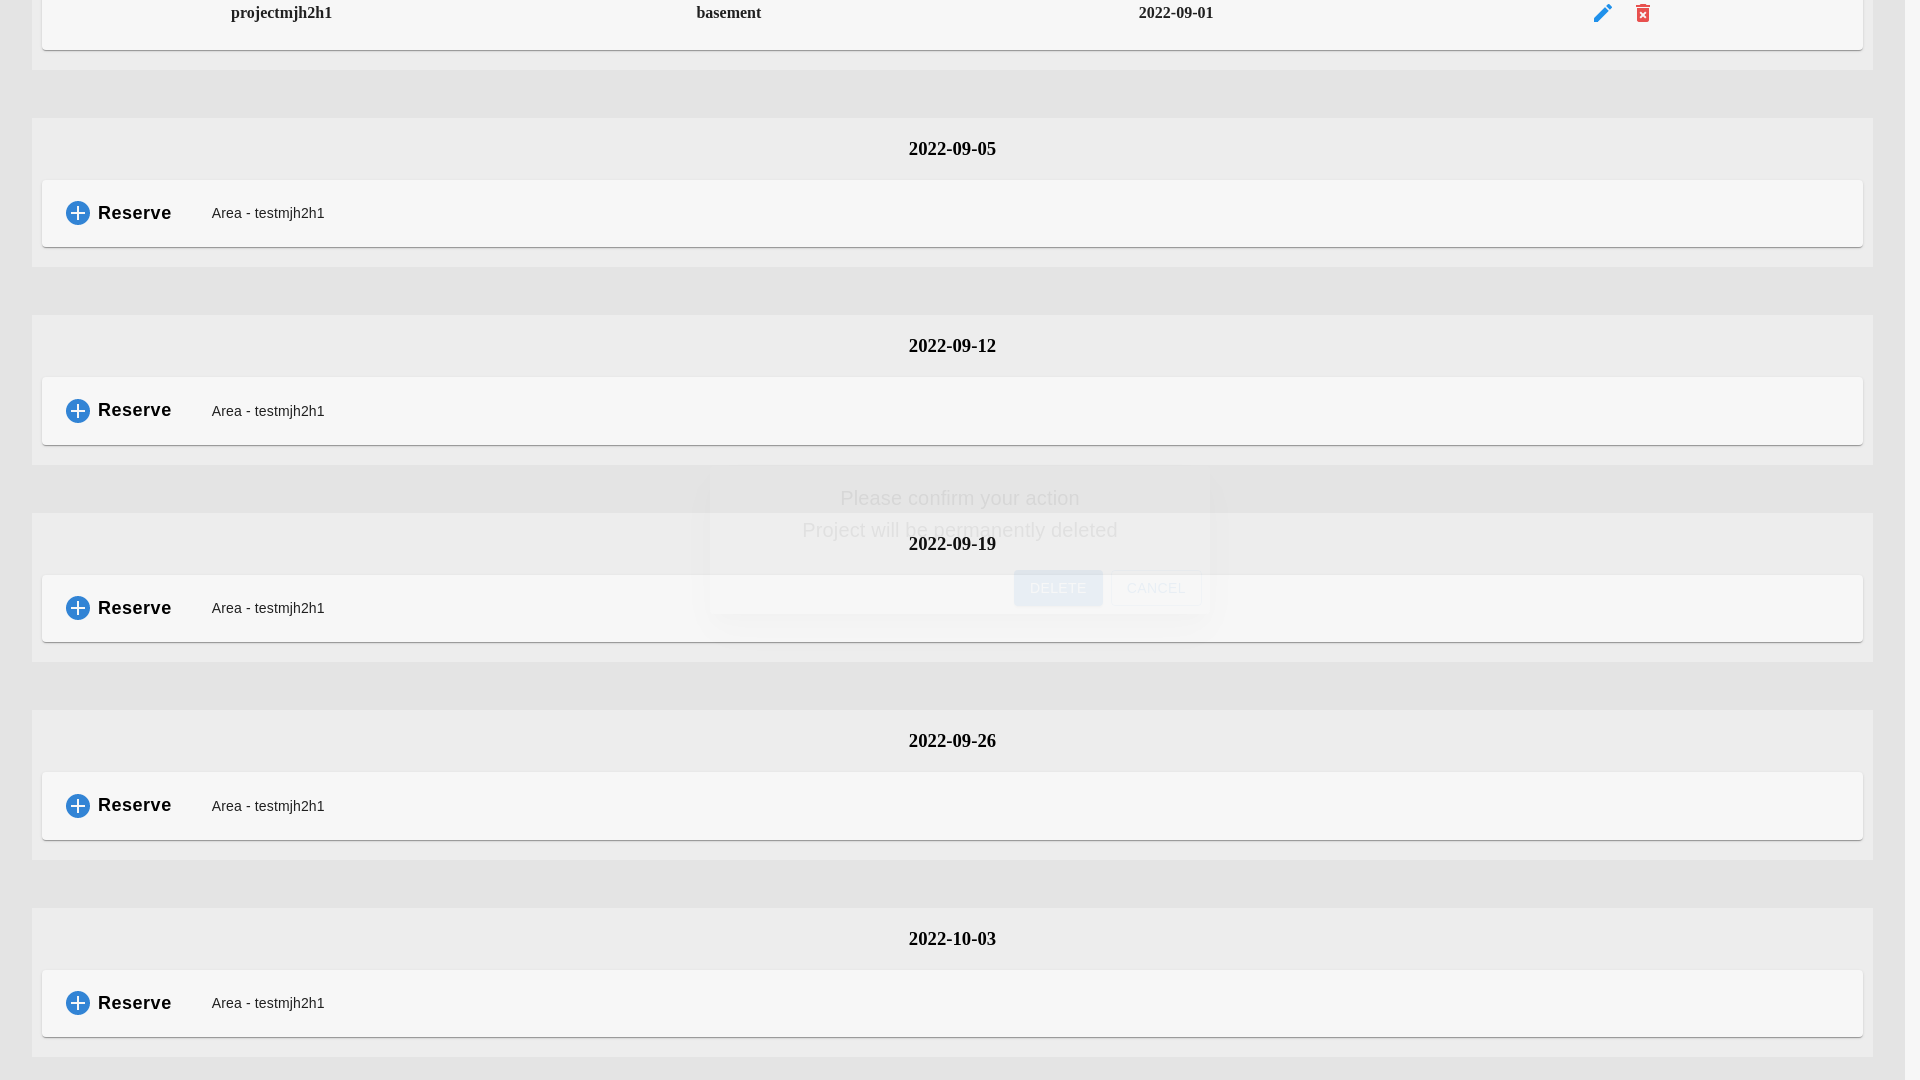 projectmjh2h1 basement 2022-09-01
2022-09-05
Reserve Area - testmjh2h1
2022-09-12
Reserve Area - testmjh2h1
Please confirm your action
Project will be permanently deleted
2022-09-19
DELETE CANCEL
Reserve Area - testmjh2h1
2022-09-26
Reserve Area - testmjh2h1
2022-10-03
Reserve Area - testmjh2h1